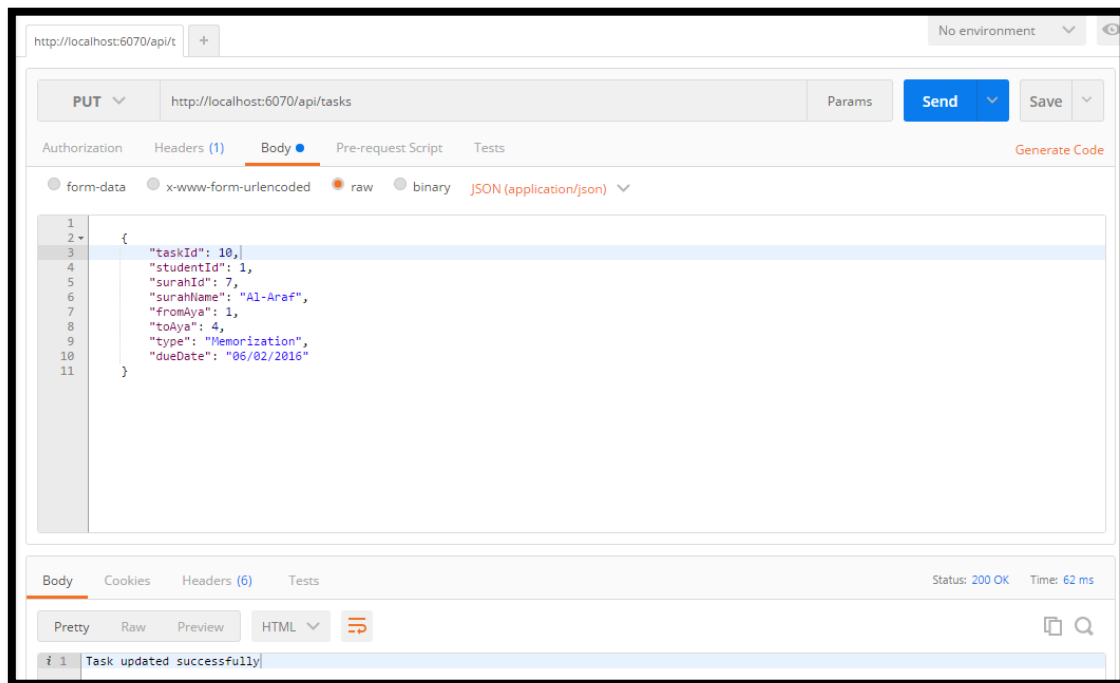 http://localhost:6070/api/t + No environment
PUT http://localhost:6070/api/tasks Params Send Save
Authorization Headers (1) Body Pre-request Script Tests Generate Code
form-data x-www-form-urlencoded raw binary JSON (application/json)
1
2 {
3 "taskId": 10,
4 "studentId": 1,
5 "surahId": 7,
6 "surahName": "Al-Araf",
7 "fromAya": 1,
8 "toAya": 4,
9 "type": "Memorization",
10 "dueDate": "06/02/2016"
11 }
Body Cookies Headers (6) Tests Status: 200 OK Time: 62 ms
Pretty Raw Preview HTML
i 1 Task updated successfully